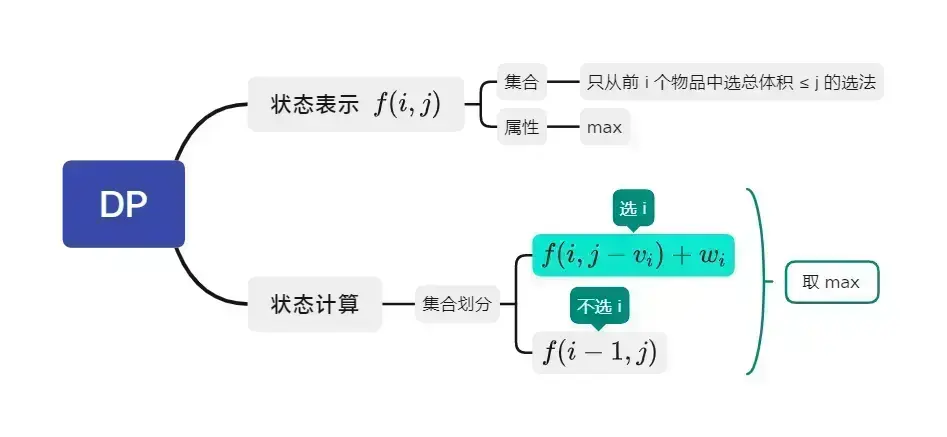 DP
状态表示 f(i, j)
集合
只从前 i 个物品中选总体积 ≤ j 的选法
属性
max
状态计算
集合划分
选 i
f(i, j − vᵢ) + wᵢ
不选 i
f(i − 1, j)
取 max